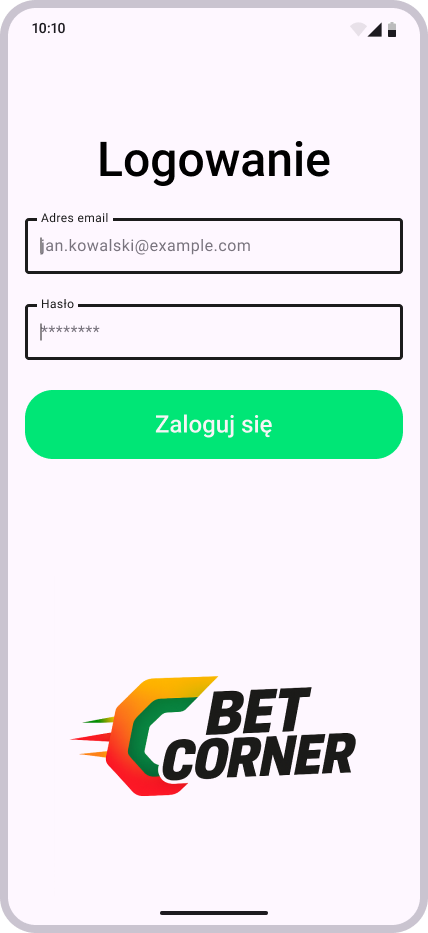 10:10
Logowanie
Adres email
jan.kowalski@example.com
Hasło
********
Zaloguj się
BET
CORNER